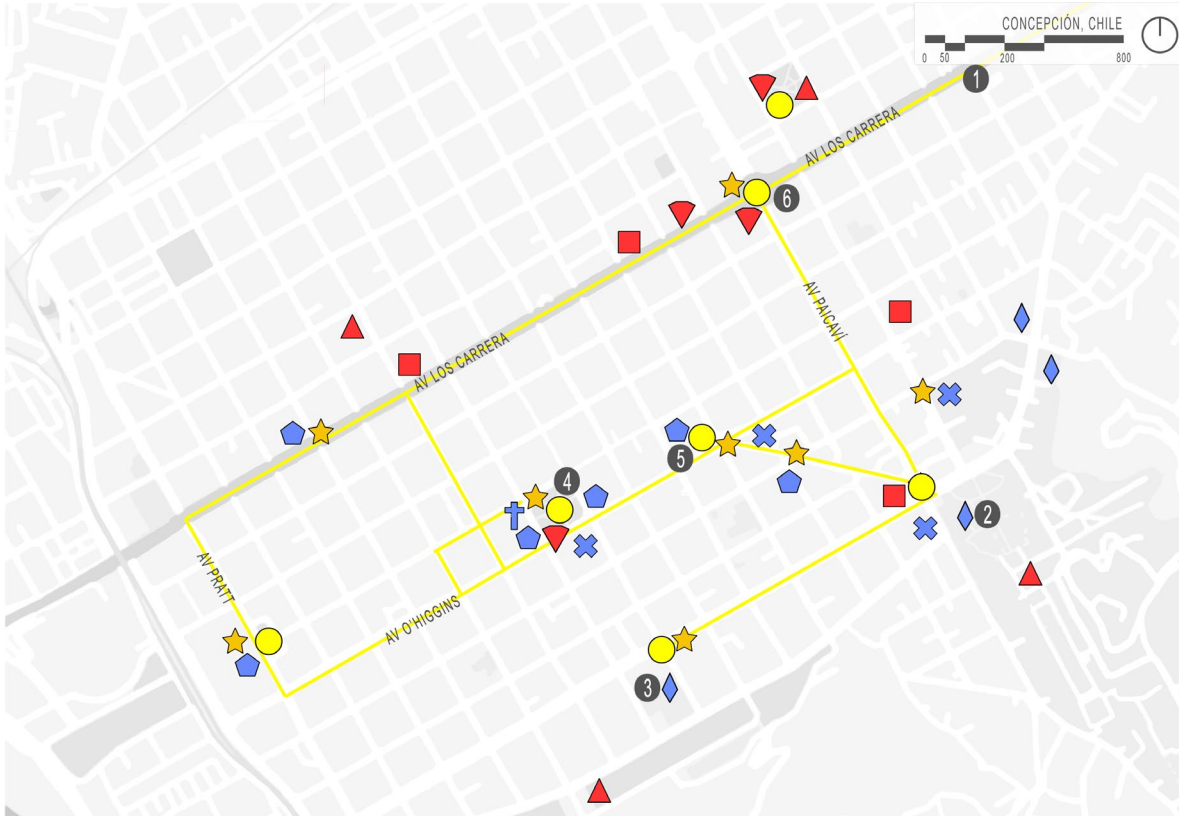 CONCEPCIÓN, CHILE
0 50 200 800
1
AV LOS CARRERA
6
AV PAICAVÍ
AV LOS CARRERA
5
4
2
AV PRATT
AV O'HIGGINS
3